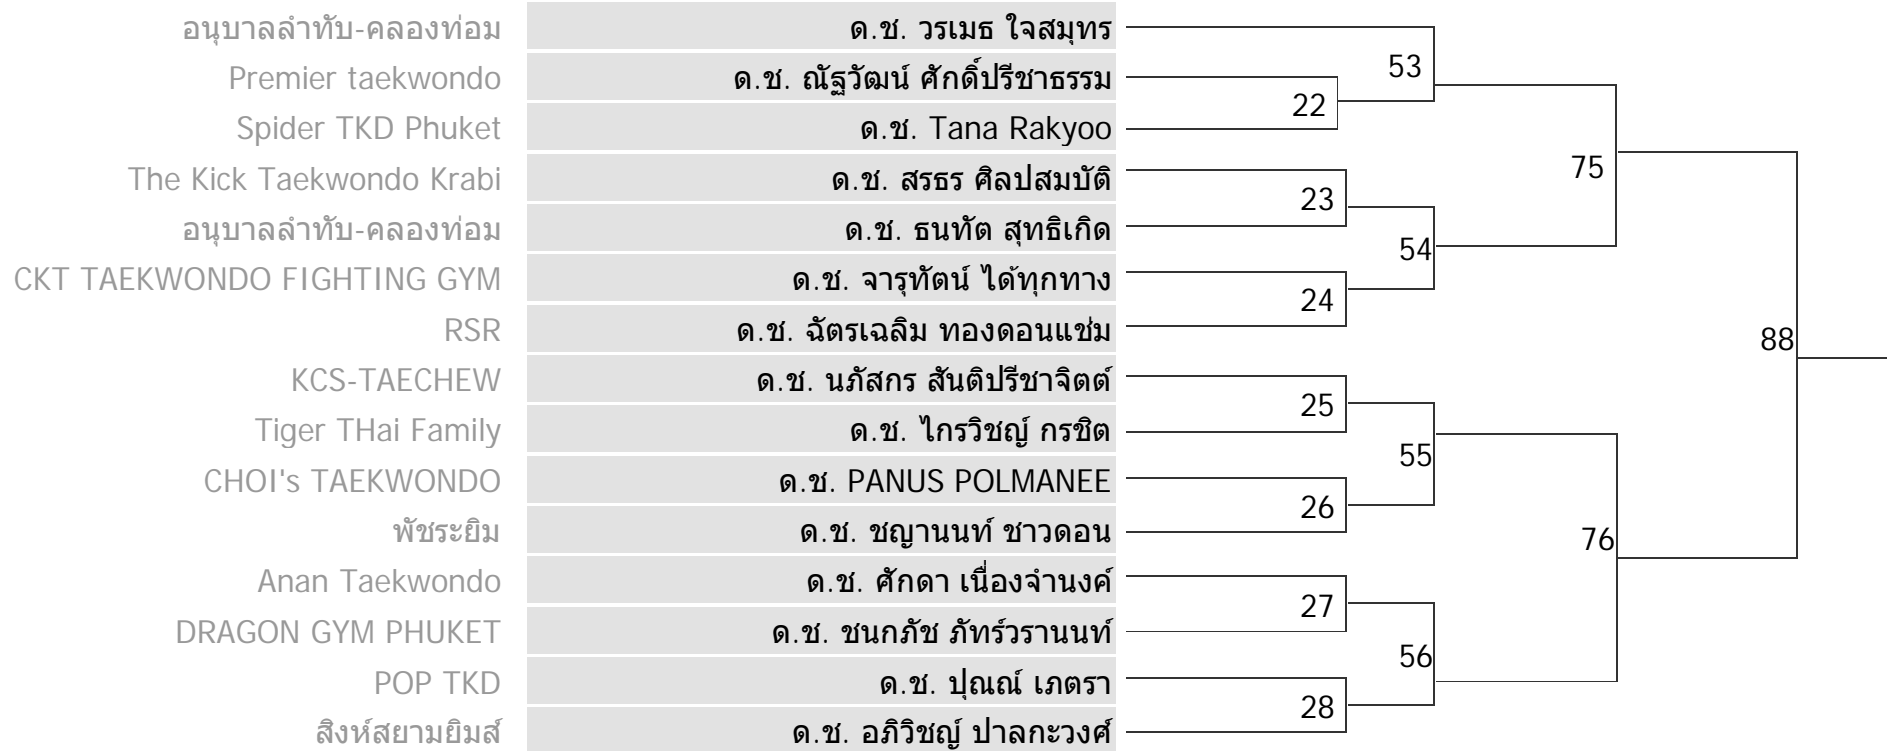 อนุบาลลำทับ-คลองท่อม ด.ช. วรเมธ ใจสมุทร
53
Premier taekwondo ด.ช. ณัฐวัฒน์ ศักดิ์ปรีชาธรรม
22
Spider TKD Phuket ด.ช. Tana Rakyoo
75
The Kick Taekwondo Krabi ด.ช. สรธร ศิลปสมบัติ
23
อนุบาลลำทับ-คลองท่อม ด.ช. ธนทัต สุทธิเกิด
54
CKT TAEKWONDO FIGHTING GYM ด.ช. จารุทัตน์ ได้ทุกทาง
24
RSR ด.ช. ฉัตรเฉลิม ทองดอนแช่ม
88
KCS-TAECHEW ด.ช. นภัสกร สันติปรีชาจิตต์
25
Tiger THai Family ด.ช. ไกรวิชญ์ กรชิต
55
CHOI's TAEKWONDO ด.ช. PANUS POLMANEE
26
พัชระยิม ด.ช. ชญานนท์ ชาวดอน
76
Anan Taekwondo ด.ช. ศักดา เนื่องจำนงค์
27
DRAGON GYM PHUKET ด.ช. ชนกภัช ภัทร์วรานนท์
56
POP TKD ด.ช. ปุณณ์ เภตรา
28
สิงห์สยามยิมส์ ด.ช. อภิวิชญ์ ปาลกะวงศ์